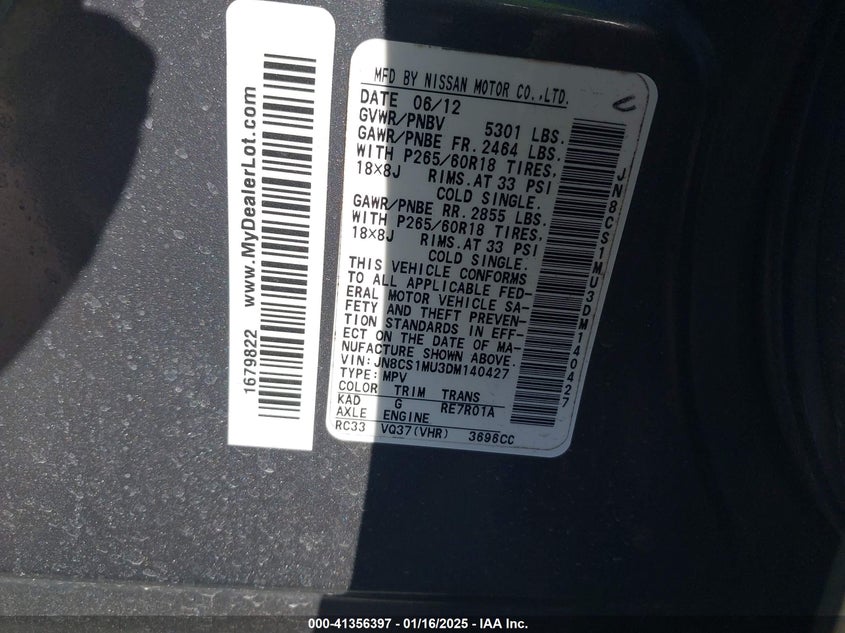 1679822 www.MyDealerLot.com
MFD BY NISSAN MOTOR CO.,LTD.
DATE 06/12
GVWR/PNBV 5301 LBS.
GAWR/PNBE FR. 2464 LBS.
WITH P265/60R18 TIRES,
18×8J RIMS.AT 33 PSI
COLD SINGLE.
GAWR/PNBE RR. 2855 LBS.
WITH P265/60R18 TIRES,
18×8J RIMS.AT 33 PSI
COLD SINGLE.
THIS VEHICLE CONFORMS
TO ALL APPLICABLE FED-
ERAL MOTOR VEHICLE SA-
FETY AND THEFT PREVEN-
TION STANDARDS IN EFF-
ECT ON THE DATE OF MA-
NUFACTURE SHOWN ABOVE.
VIN:JN8CS1MU3DM140427
TYPE:MPV
COLOR TRIM TRANS
KAD G RE7R01A
AXLE ENGINE
RC33 VQ37(VHR) 3696CC
JN8CS1MU3DM140427
000-41356397 - 01/16/2025 - IAA Inc.